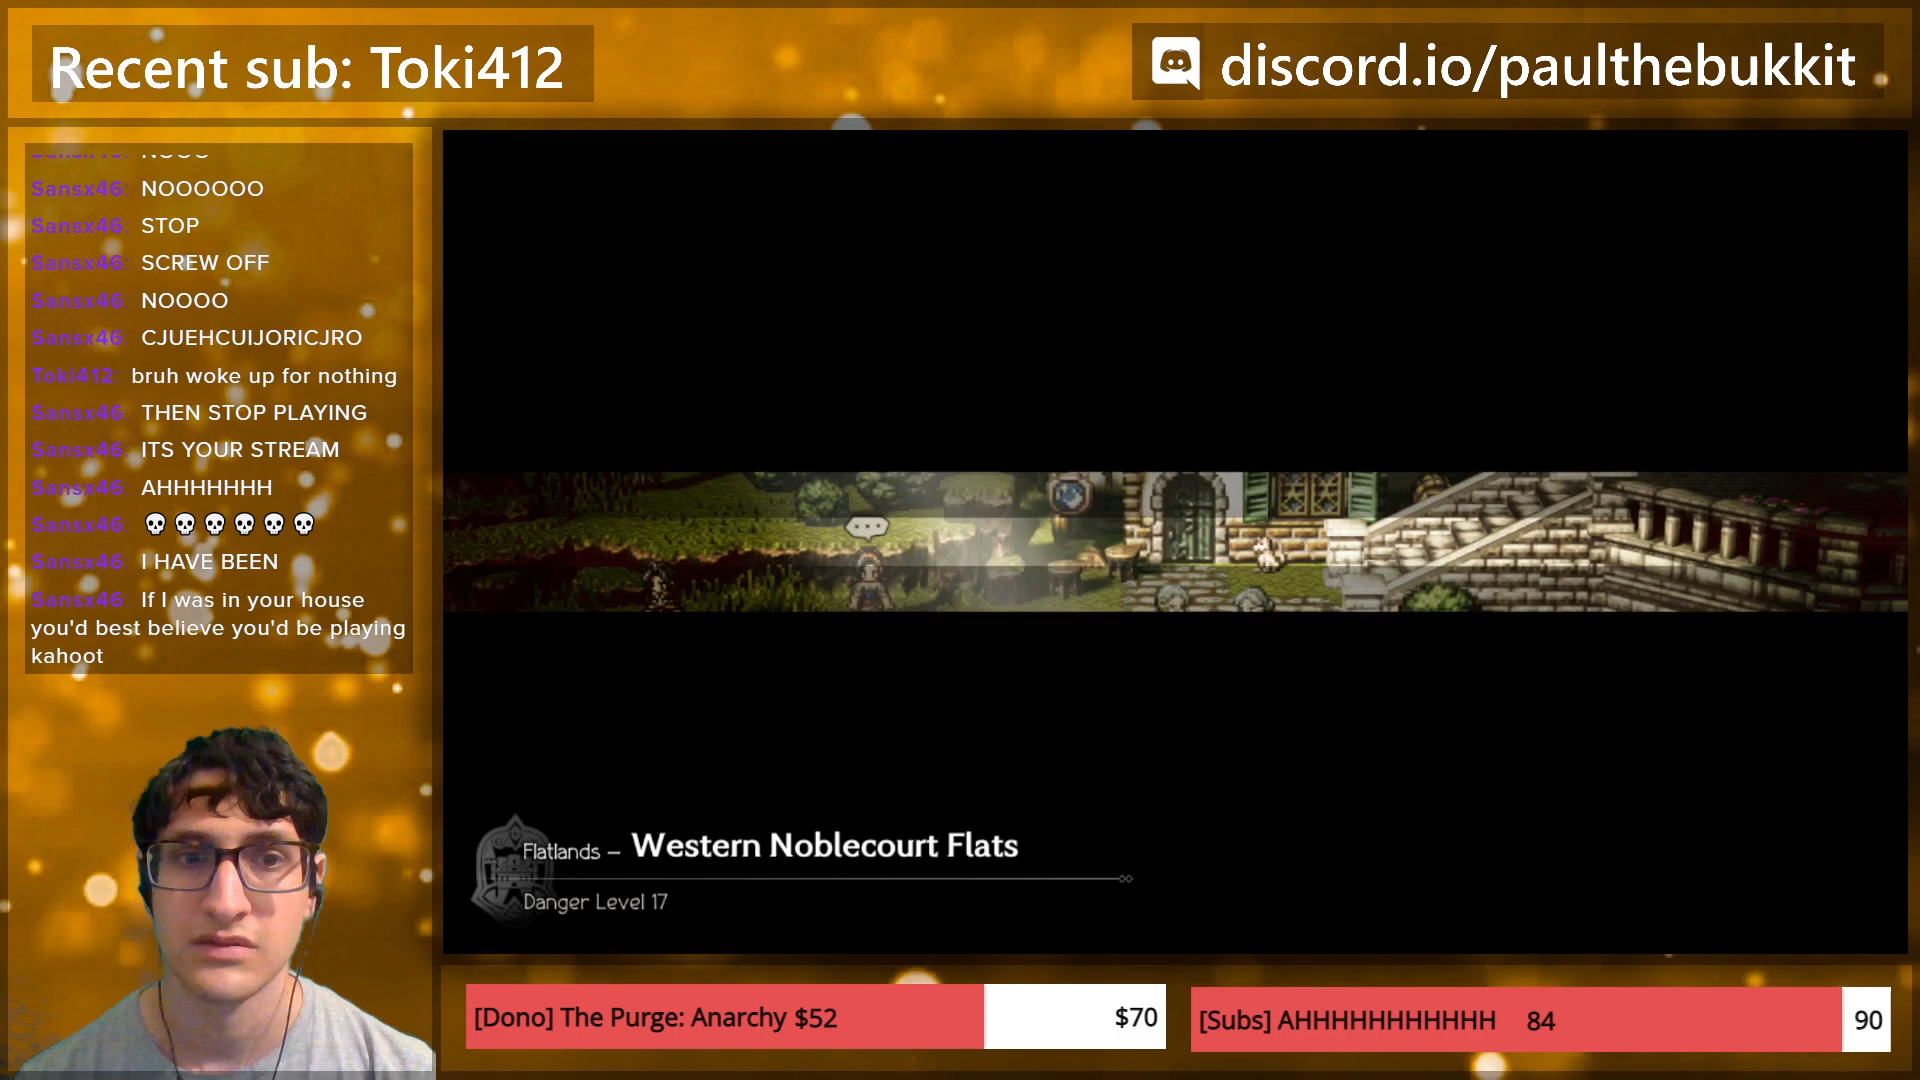 Recent sub: Toki412
discord.io/paulthebukkit
Sansx46: NOOOOOO
Sansx46: STOP
Sansx46: SCREW OFF
Sansx46: NOOOO
Sansx46: CJUEHCUIJORICJRO
Toki412: bruh woke up for nothing
Sansx46: THEN STOP PLAYING
Sansx46: ITS YOUR STREAM
Sansx46: AHHHHHHH
Sansx46: 💀💀💀💀💀💀
Sansx46: I HAVE BEEN
Sansx46: If I was in your house
you'd best believe you'd be playing
kahoot
Flatlands – Western Noblecourt Flats
Danger Level 17
[Dono] The Purge: Anarchy $52 $70
[Subs] AHHHHHHHHHHH 84 90